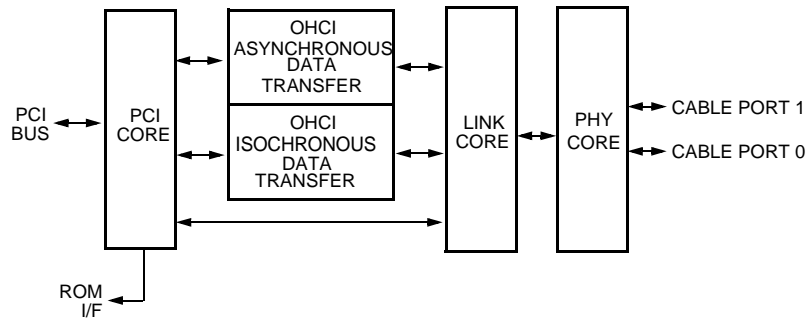 PCI
BUS
PCI
CORE
OHCI
ASYNCHRONOUS
DATA
TRANSFER
OHCI
ISOCHRONOUS
DATA
TRANSFER
LINK
CORE
PHY
CORE
CABLE PORT 1
CABLE PORT 0
ROM
I/F